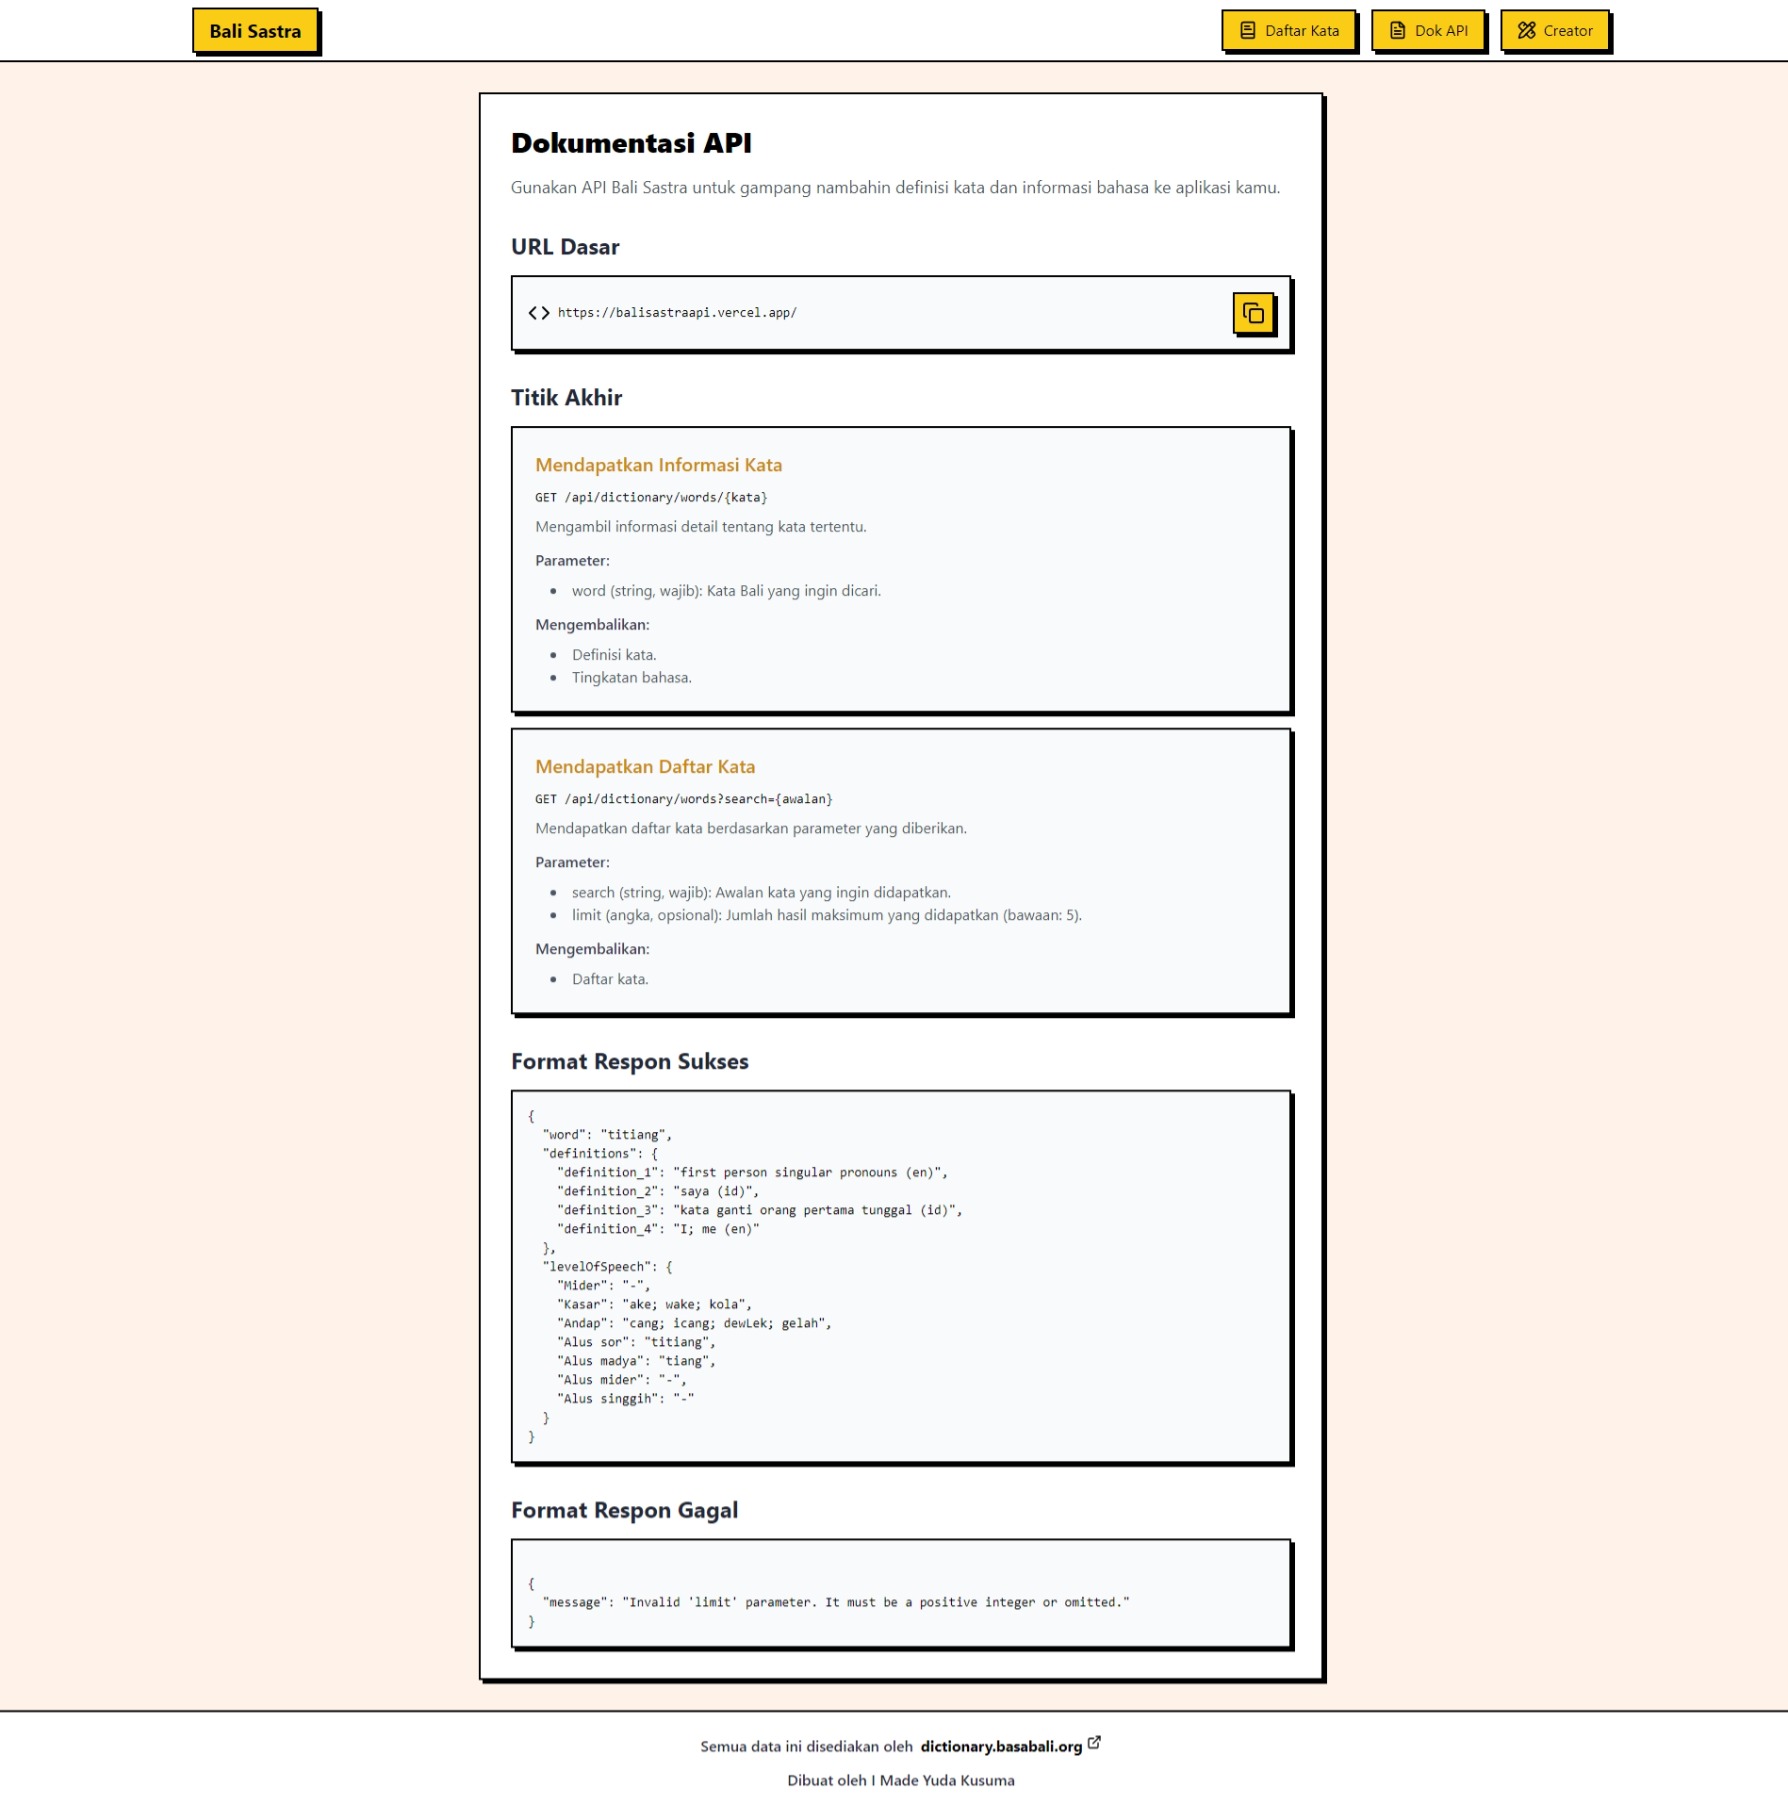 Bali Sastra
Daftar Kata
Dok API
Creator
Dokumentasi API
Gunakan API Bali Sastra untuk gampang nambahin definisi kata dan informasi bahasa ke aplikasi kamu.
URL Dasar
https://balisastraapi.vercel.app/
Titik Akhir
Mendapatkan Informasi Kata
GET /api/dictionary/words/{kata}
Mengambil informasi detail tentang kata tertentu.
Parameter:
• word (string, wajib): Kata Bali yang ingin dicari.
Mengembalikan:
• Definisi kata.
• Tingkatan bahasa.
Mendapatkan Daftar Kata
GET /api/dictionary/words?search={awalan}
Mendapatkan daftar kata berdasarkan parameter yang diberikan.
Parameter:
• search (string, wajib): Awalan kata yang ingin didapatkan.
• limit (angka, opsional): Jumlah hasil maksimum yang didapatkan (bawaan: 5).
Mengembalikan:
• Daftar kata.
Format Respon Sukses
{
  "word": "titiang",
  "definitions": {
    "definition_1": "first person singular pronouns (en)",
    "definition_2": "saya (id)",
    "definition_3": "kata ganti orang pertama tunggal (id)",
    "definition_4": "I; me (en)"
  },
  "levelOfSpeech": {
    "Mider": "-",
    "Kasar": "ake; wake; kola",
    "Andap": "cang; icang; dewLek; gelah",
    "Alus sor": "titiang",
    "Alus madya": "tiang",
    "Alus mider": "-",
    "Alus singgih": "-"
  }
}
Format Respon Gagal
{
  "message": "Invalid 'limit' parameter. It must be a positive integer or omitted."
}
Semua data ini disediakan oleh dictionary.basabali.org
Dibuat oleh I Made Yuda Kusuma